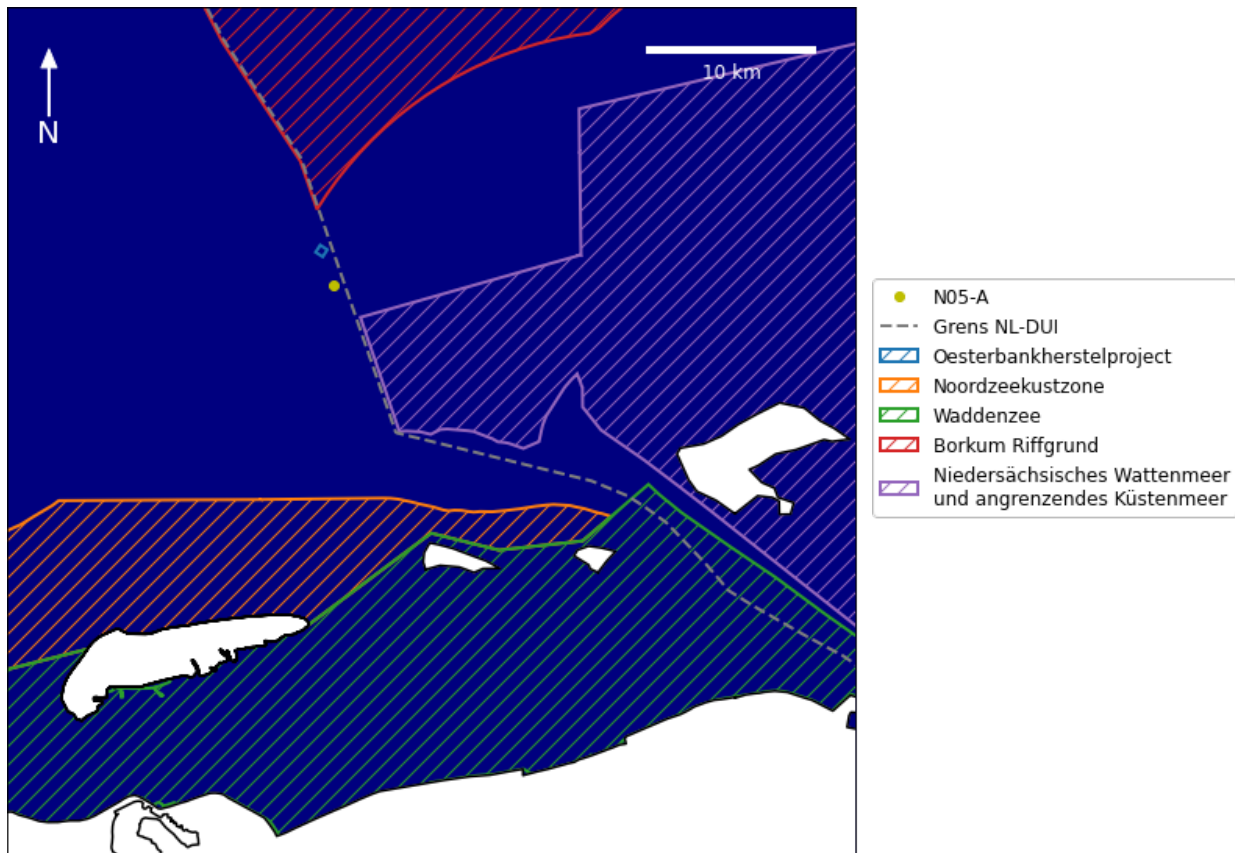 N
10 km
N05-A
Grens NL-DUI
Oesterbankherstelproject
Noordzeekustzone
Waddenzee
Borkum Riffgrund
Niedersächsisches Wattenmeer
und angrenzendes Küstenmeer